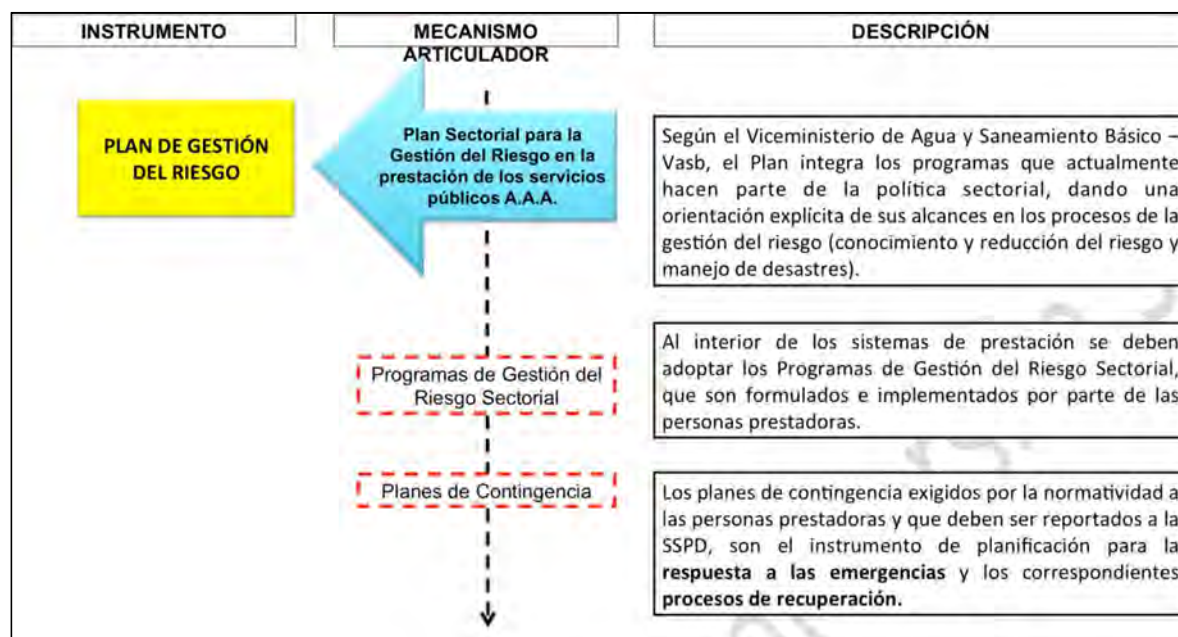 INSTRUMENTO
MECANISMO
ARTICULADOR
DESCRIPCIÓN
PLAN DE GESTIÓN
DEL RIESGO
Plan Sectorial para la
Gestión del Riesgo en la
prestación de los servicios
públicos A.A.A.
Según el Viceministerio de Agua y Saneamiento Básico –
Vasb, el Plan integra los programas que actualmente
hacen parte de la política sectorial, dando una
orientación explícita de sus alcances en los procesos de la
gestión del riesgo (conocimiento y reducción del riesgo y
manejo de desastres).
Programas de Gestión del
Riesgo Sectorial
Al interior de los sistemas de prestación se deben
adoptar los Programas de Gestión del Riesgo Sectorial,
que son formulados e implementados por parte de las
personas prestadoras.
Planes de Contingencia
Los planes de contingencia exigidos por la normatividad a
las personas prestadoras y que deben ser reportados a la
SSPD, son el instrumento de planificación para la
respuesta a las emergencias y los correspondientes
procesos de recuperación.